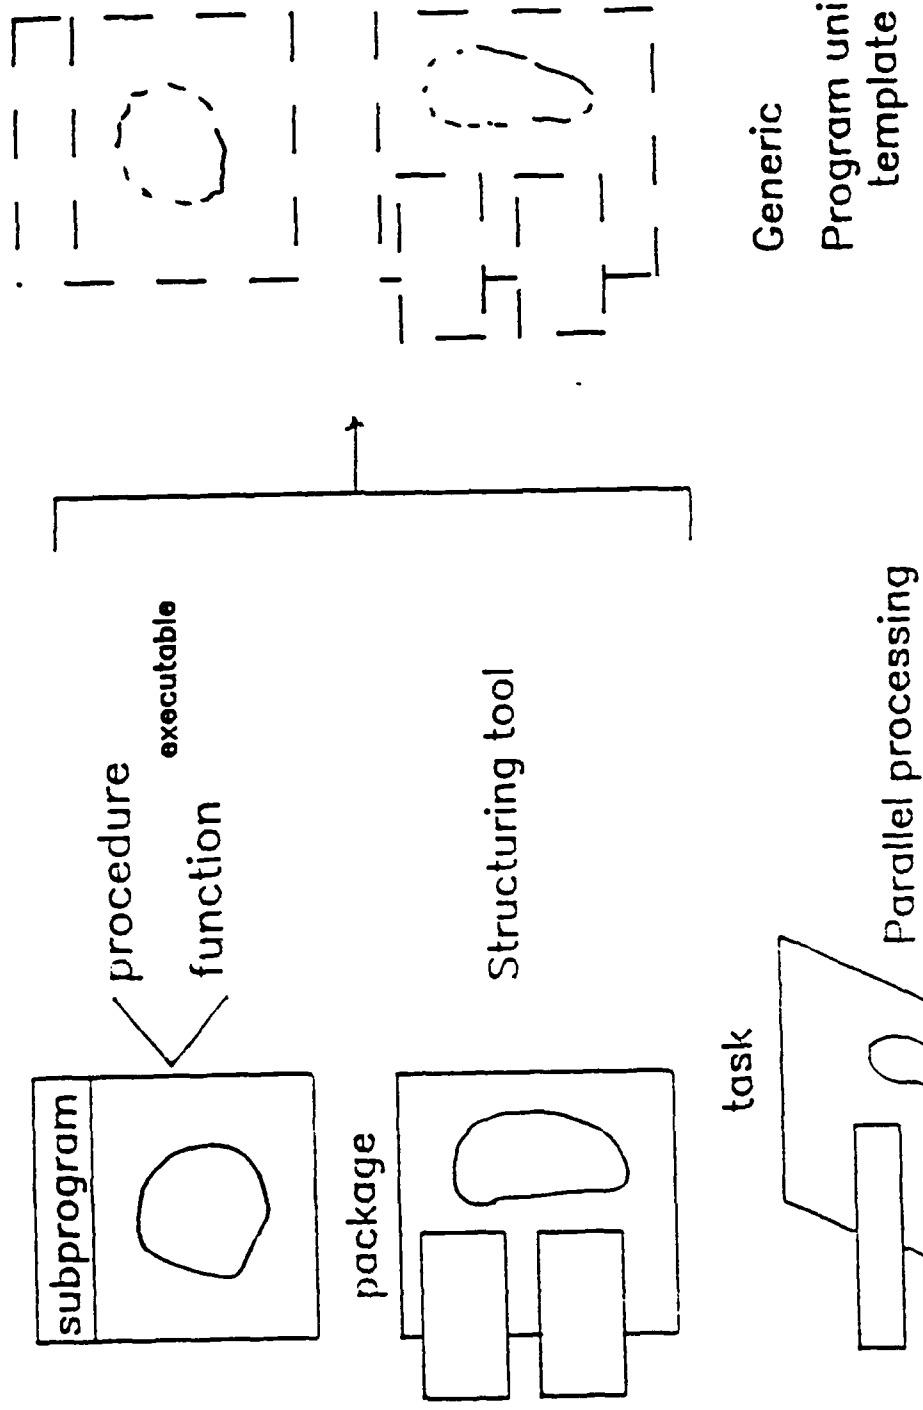 subprogram
procedure
function
executable
package
Structuring tool
task
Parallel processing
Generic
Program uni
template